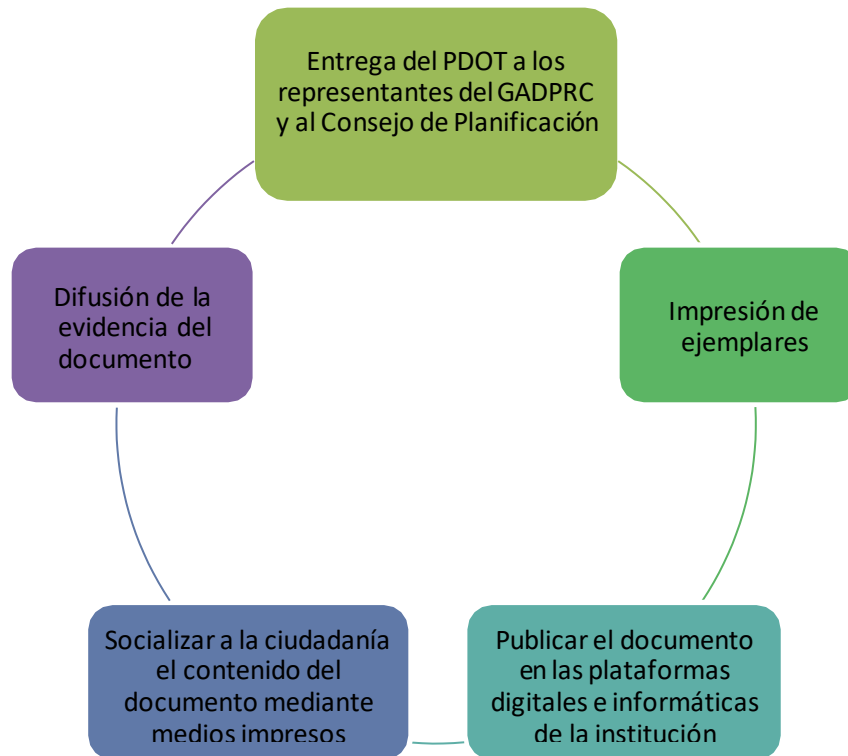 Entrega del PDOT a los
representantes del GADPRC
y al Consejo de Planificación
Impresión de
ejemplares
Publicar el documento
en las plataformas
digitales e informáticas
de la institución
Socializar a la ciudadanía
el contenido del
documento mediante
medios impresos
Difusión de la
evidencia del
documento